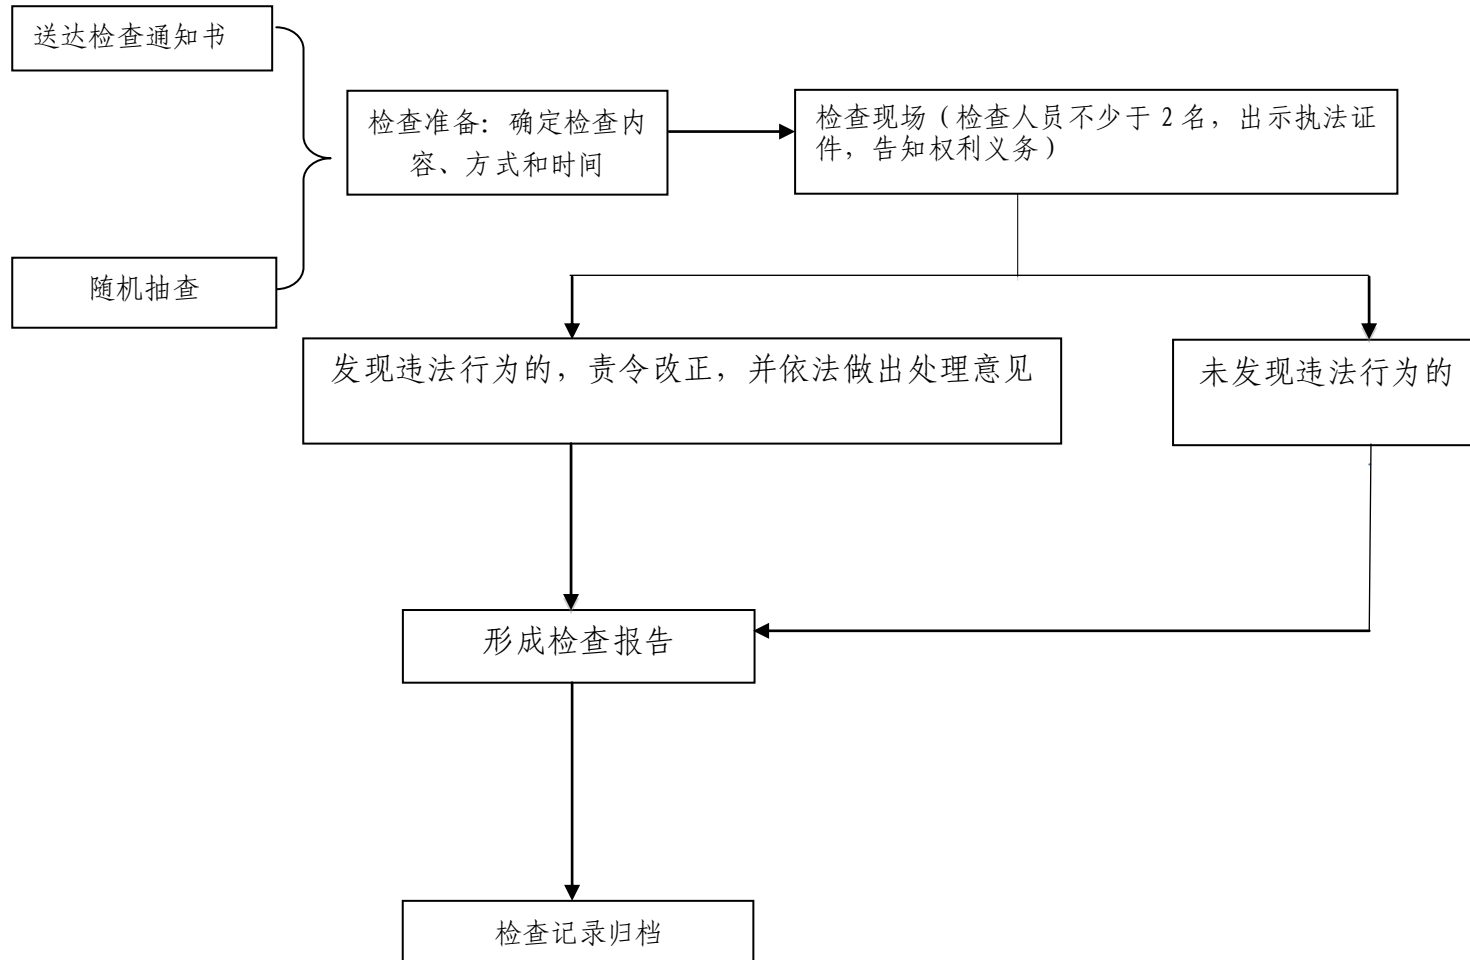 送达检查通知书
检查准备：确定检查内
容、方式和时间
检查现场（检查人员不少于 2 名，出示执法证
件，告知权利义务）
随机抽查
发现违法行为的，责令改正，并依法做出处理意见
未发现违法行为的
形成检查报告
检查记录归档